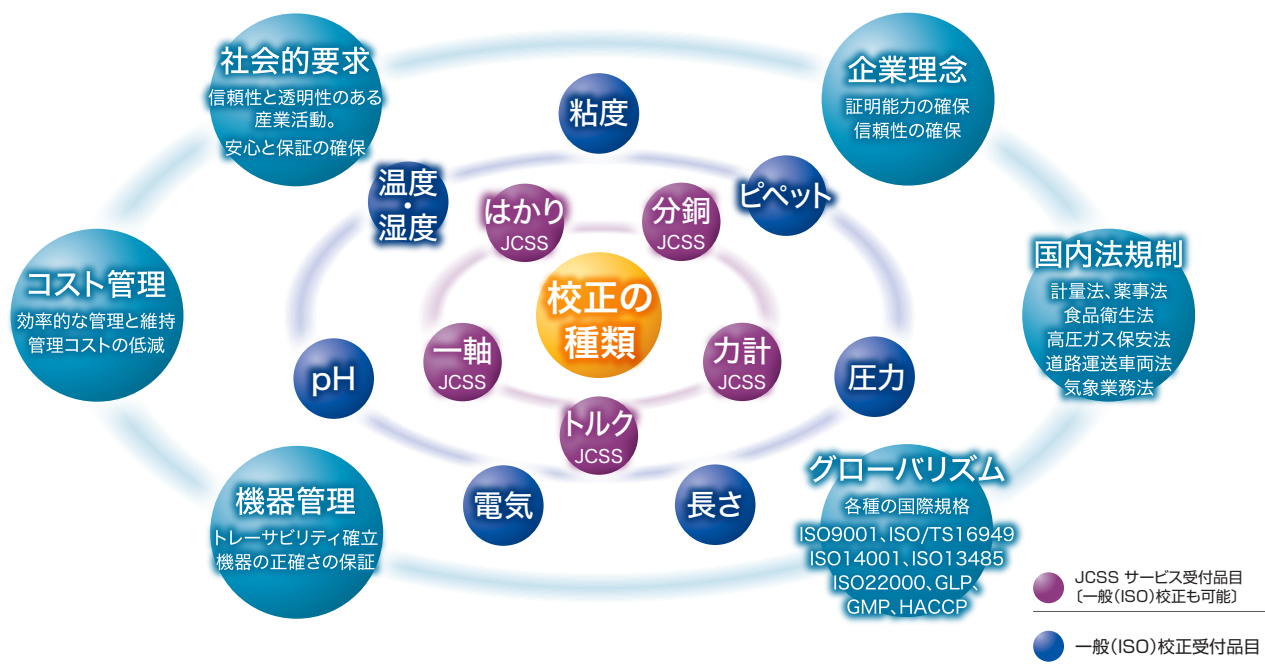 社会的要求
信頼性と透明性のある
産業活動。
安心と保証の確保
企業理念
証明能力の確保
信頼性の確保
粘度
温度
・
湿度
ピペット
はかり
JCSS
分銅
JCSS
コスト管理
効率的な管理と維持
管理コストの低減
校正の
種類
国内法規制
計量法、薬事法
食品衛生法
高圧ガス保安法
道路運送車両法
気象業務法
pH
一軸
JCSS
力計
JCSS
圧力
トルク
JCSS
機器管理
トレーサビリティ確立
機器の正確さの保証
電気
長さ
グローバリズム
各種の国際規格
ISO9001、ISO/TS16949
ISO14001、ISO13485
ISO22000、GLP、
GMP、HACCP
JCSS サービス受付品目
〔一般(ISO)校正も可能〕
一般(ISO)校正受付品目